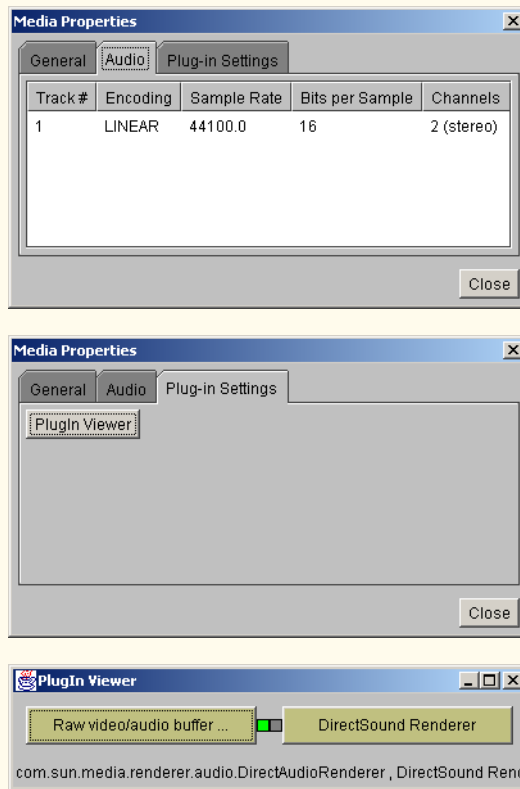 Media Properties
General Audio Plug-in Settings
Track # Encoding Sample Rate Bits per Sample Channels
1 LINEAR 44100.0 16 2 (stereo)
Close
Media Properties
General Audio Plug-in Settings
PlugIn Viewer
Close
PlugIn Viewer
Raw video/audio buffer ... DirectSound Renderer
com.sun.media.renderer.audio.DirectAudioRenderer , DirectSound